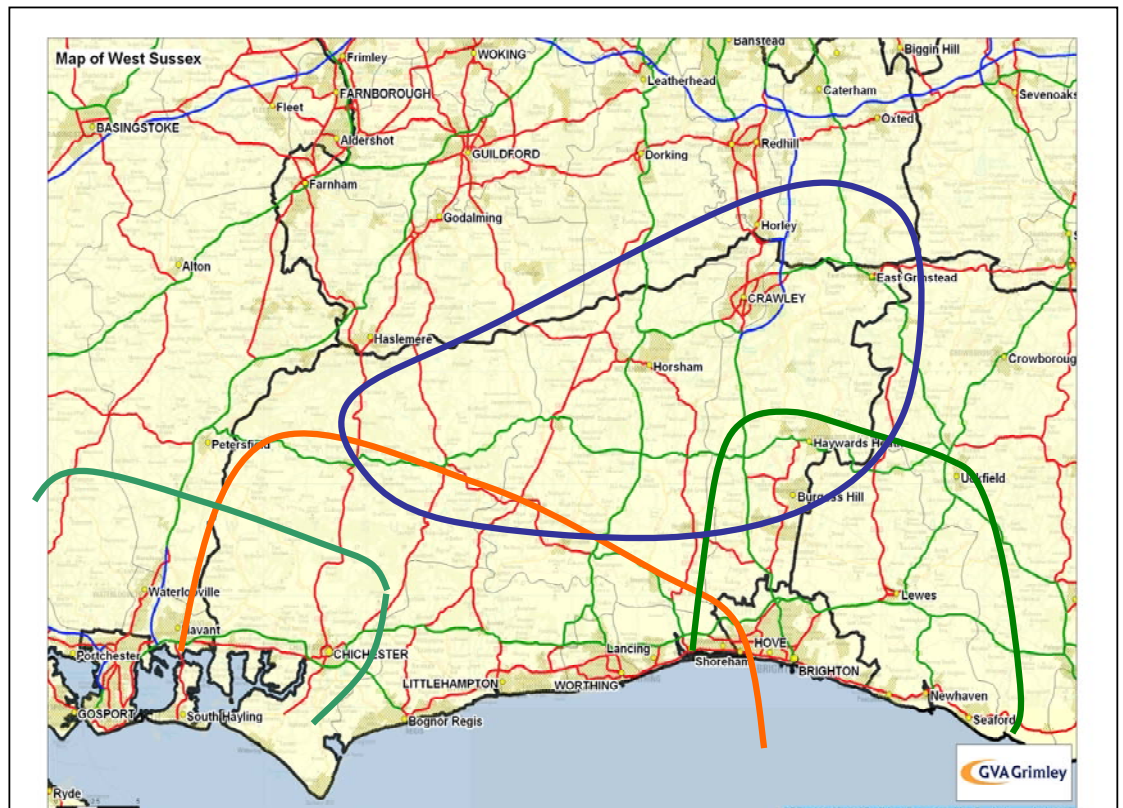 Map of West Sussex
Banstead
Biggin Hill
Frimley
WOKING
Leatherhead
Caterham
Sevenoaks
FARNBOROUGH
Fleet
Oxted
BASINGSTOKE
Aldershot
Redhill
GUILDFORD
Dorking
Farnham
Godalming
Horley
Alton
East Grinstead
CRAWLEY
Haslemere
Crowboroug
Horsham
Petersfield
Haywards Heath
Uckfield
Burgess Hill
Waterlooville
Lewes
avant
HOVE
Portchester
CHICHESTER
Lancing
Shoreham
BRIGHTON
LITTLEHAMPTON
WORTHING
Newhaven
GOSPORT
South Hayling
Bognor Regis
Seaford
GVA Grimley
Ryde